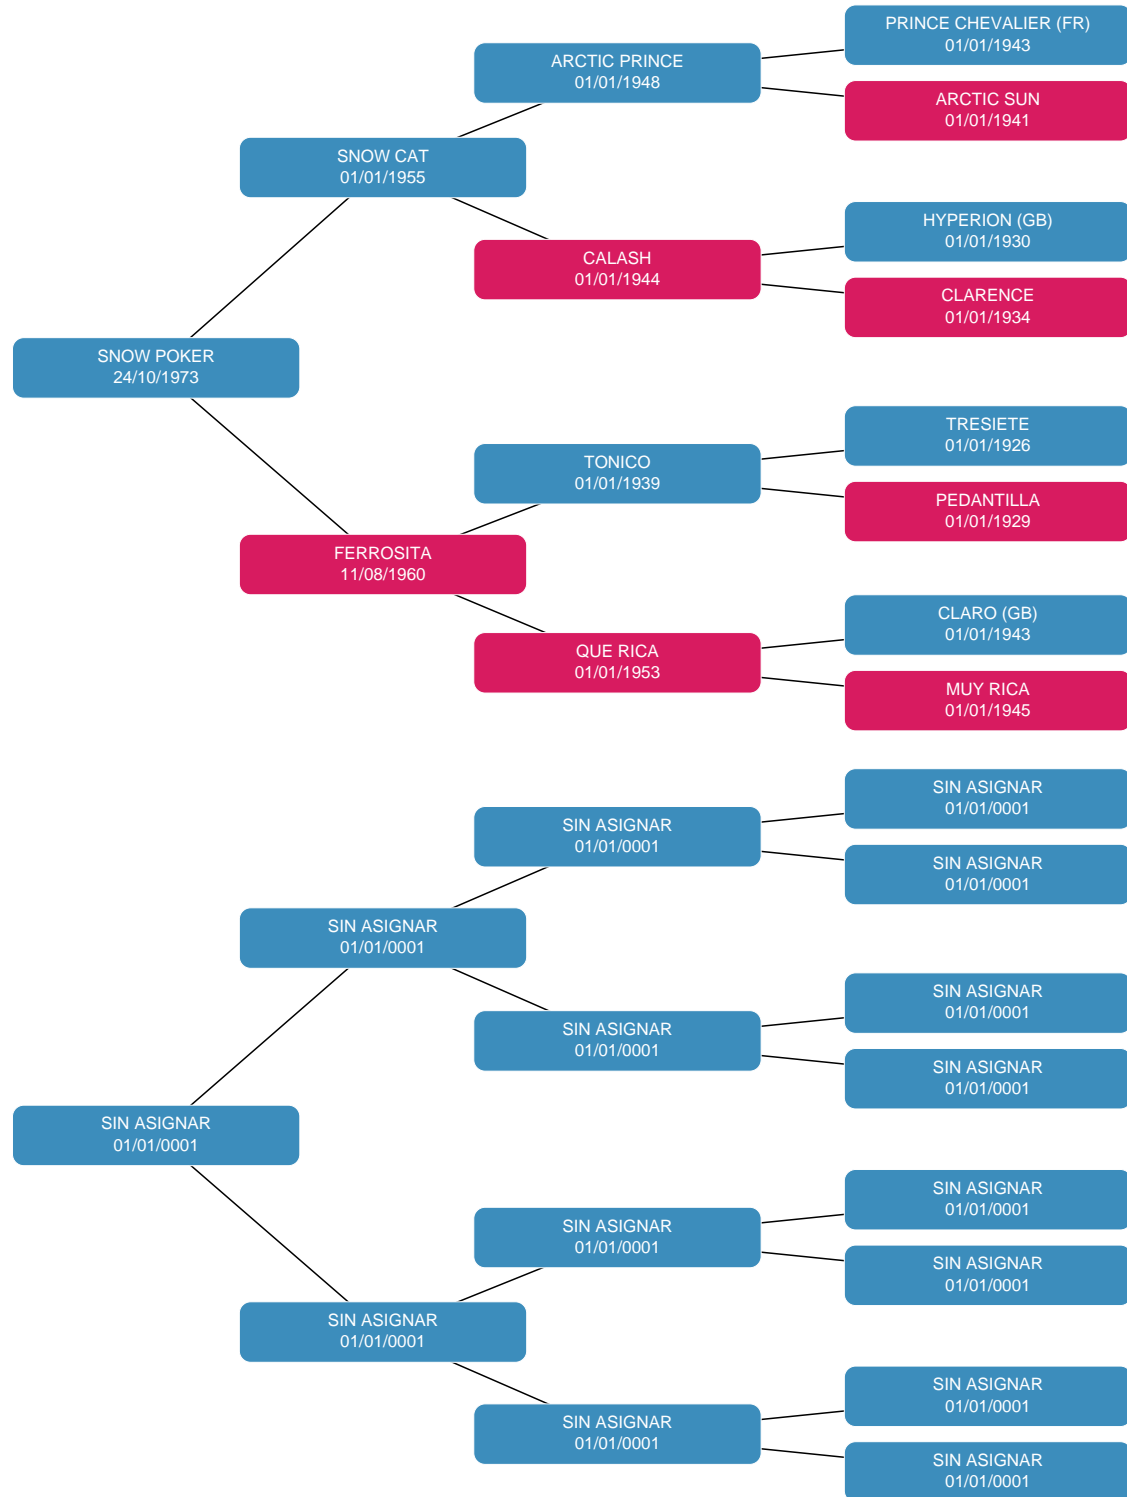 PRINCE CHEVALIER (FR)
01/01/1943
ARCTIC PRINCE
01/01/1948
ARCTIC SUN
01/01/1941
SNOW CAT
01/01/1955
HYPERION (GB)
01/01/1930
CALASH
01/01/1944
CLARENCE
01/01/1934
SNOW POKER
24/10/1973
TRESIETE
01/01/1926
TONICO
01/01/1939
PEDANTILLA
01/01/1929
FERROSITA
11/08/1960
CLARO (GB)
01/01/1943
QUE RICA
01/01/1953
MUY RICA
01/01/1945
SIN ASIGNAR
01/01/0001
SIN ASIGNAR
01/01/0001
SIN ASIGNAR
01/01/0001
SIN ASIGNAR
01/01/0001
SIN ASIGNAR
01/01/0001
SIN ASIGNAR
01/01/0001
SIN ASIGNAR
01/01/0001
SIN ASIGNAR
01/01/0001
SIN ASIGNAR
01/01/0001
SIN ASIGNAR
01/01/0001
SIN ASIGNAR
01/01/0001
SIN ASIGNAR
01/01/0001
SIN ASIGNAR
01/01/0001
SIN ASIGNAR
01/01/0001
SIN ASIGNAR
01/01/0001